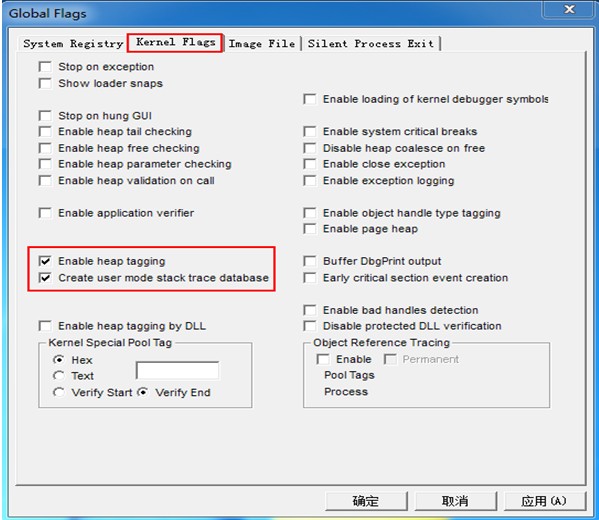 Global Flags
System Registry Kernel Flags Image File Silent Process Exit
Stop on exception
Show loader snaps
Enable loading of kernel debugger symbols
Stop on hung GUI
Enable heap tail checking
Enable system critical breaks
Enable heap free checking
Disable heap coalesce on free
Enable heap parameter checking
Enable close exception
Enable heap validation on call
Enable exception logging
Enable application verifier
Enable object handle type tagging
Enable page heap
Enable heap tagging
Buffer DbgPrint output
Create user mode stack trace database
Early critical section event creation
Enable bad handles detection
Enable heap tagging by DLL
Disable protected DLL verification
Kernel Special Pool Tag
Object Reference Tracing
Hex
Enable Permanent
Text
Pool Tags
Verify Start Verify End
Process
确定 取消 应用(A)